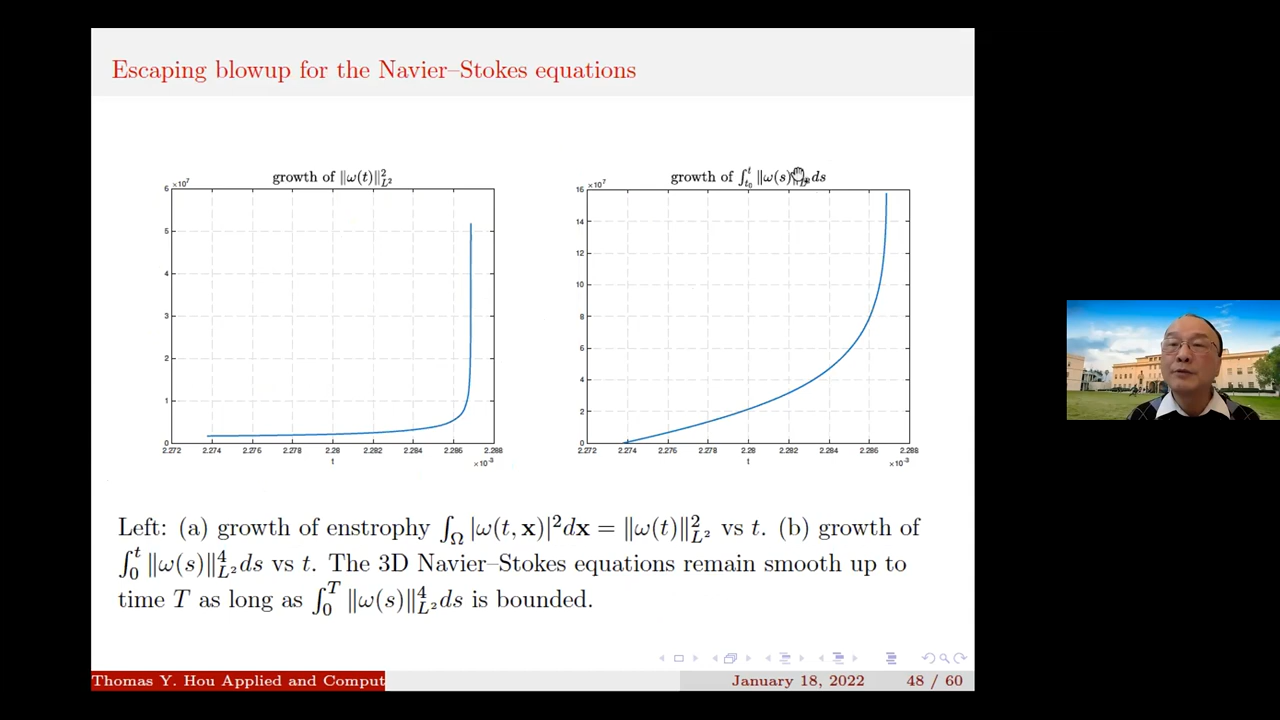 Escaping blowup for the Navier–Stokes equations
growth of ‖ω(t)‖²_{L²}
×10⁷
6
5
4
3
2
1
0
2.272 2.274 2.276 2.278 2.28 2.282 2.284 2.286 2.288
t
×10⁻³
growth of ∫_{t₀}^t ‖ω(s) ds
×10⁷
16
14
12
10
8
6
4
2
0
2.272 2.274 2.276 2.278 2.28 2.282 2.284 2.286 2.288
t
×10⁻³
Left: (a) growth of enstrophy ∫_Ω |ω(t, x)|²dx = ‖ω(t)‖²_{L²} vs t. (b) growth of
∫₀^t ‖ω(s)‖⁴_{L²}ds vs t. The 3D Navier–Stokes equations remain smooth up to
time T as long as ∫₀^T ‖ω(s)‖⁴_{L²}ds is bounded.
Thomas Y. Hou Applied and Comput
January 18, 2022 48 / 60